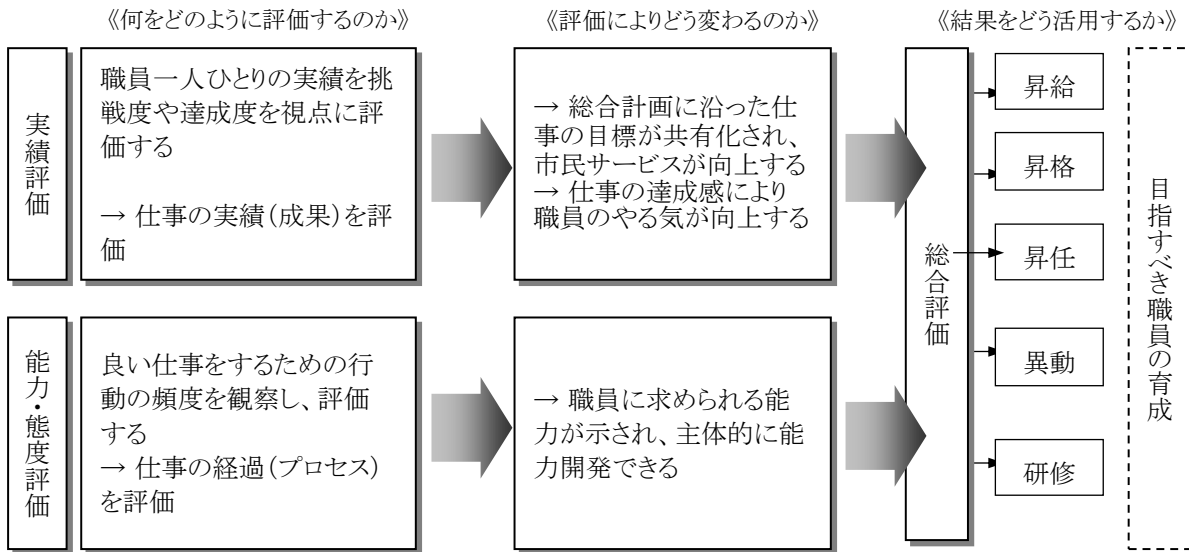 《何をどのように評価するのか》
《評価によりどう変わるのか》
《結果をどう活用するか》
実績評価
職員一人ひとりの実績を挑
戦度や達成度を視点に評
価する
→ 仕事の実績(成果)を評
価
→ 総合計画に沿った仕
事の目標が共有化され、
市民サービスが向上する
→ 仕事の達成感により
職員のやる気が向上する
能力・態度評価
良い仕事をするための行
動の頻度を観察し、評価
する
→ 仕事の経過(プロセス)
を評価
→ 職員に求められる能
力が示され、主体的に能
力開発できる
総合評価
昇給
昇格
昇任
異動
研修
目指すべき職員の育成